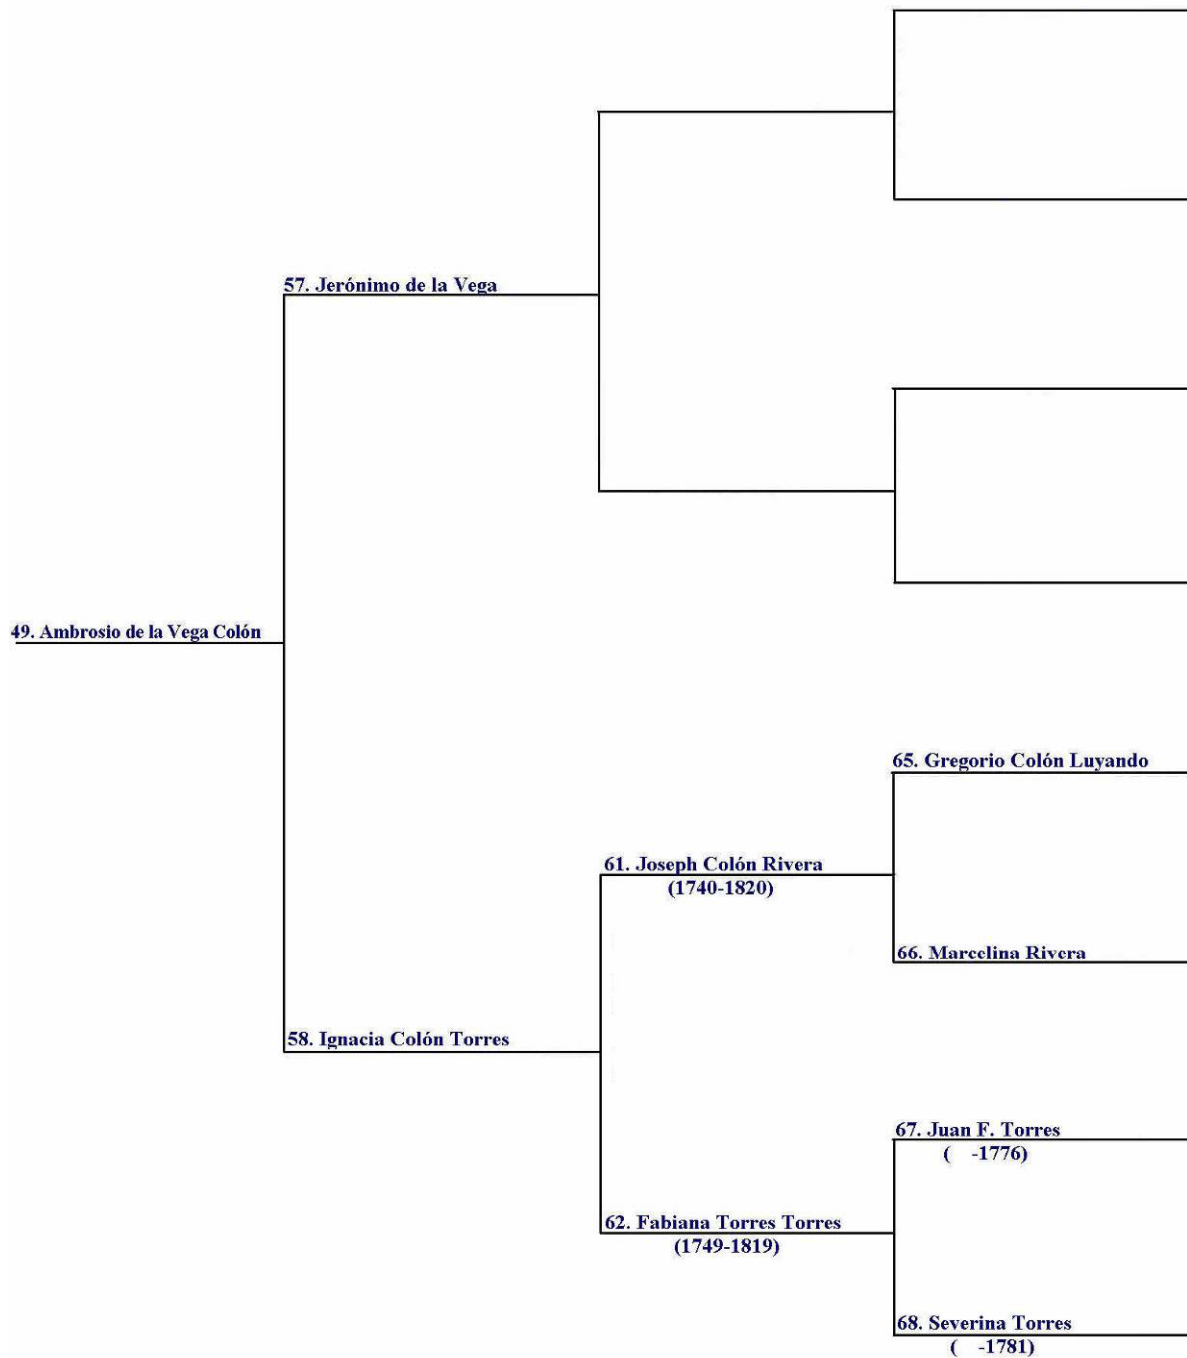 57. Jerónimo de la Vega
49. Ambrosio de la Vega Colón
65. Gregorio Colón Luyando
61. Joseph Colón Rivera
(1740-1820)
66. Marcelina Rivera
58. Ignacia Colón Torres
67. Juan F. Torres
( -1776)
62. Fabiana Torres Torres
(1749-1819)
68. Severina Torres
( -1781)